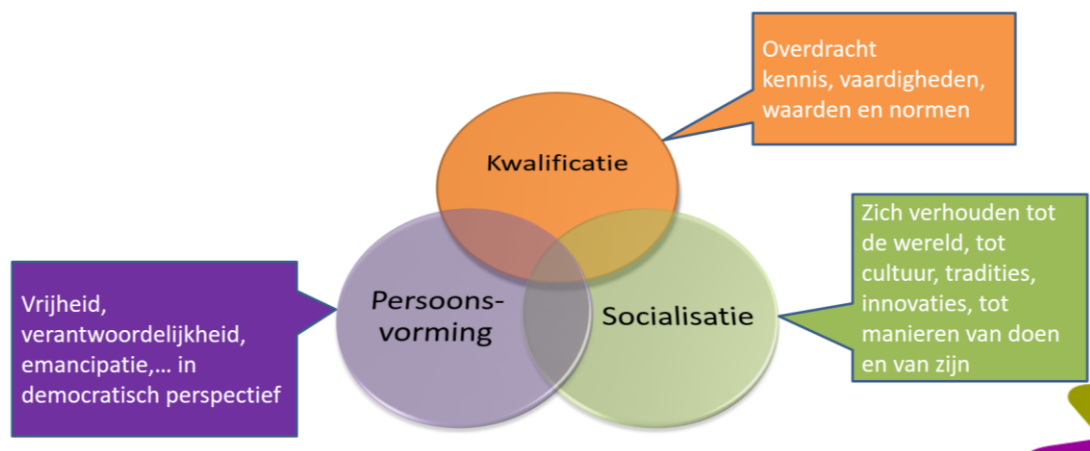 Overdracht
kennis, vaardigheden,
waarden en normen
Kwalificatie
Zich verhouden tot
de wereld, tot
cultuur, tradities,
innovaties, tot
manieren van doen
en van zijn
Vrijheid,
verantwoordelijkheid,
emancipatie,... in
democratisch perspectief
Persoons-
vorming
Socialisatie